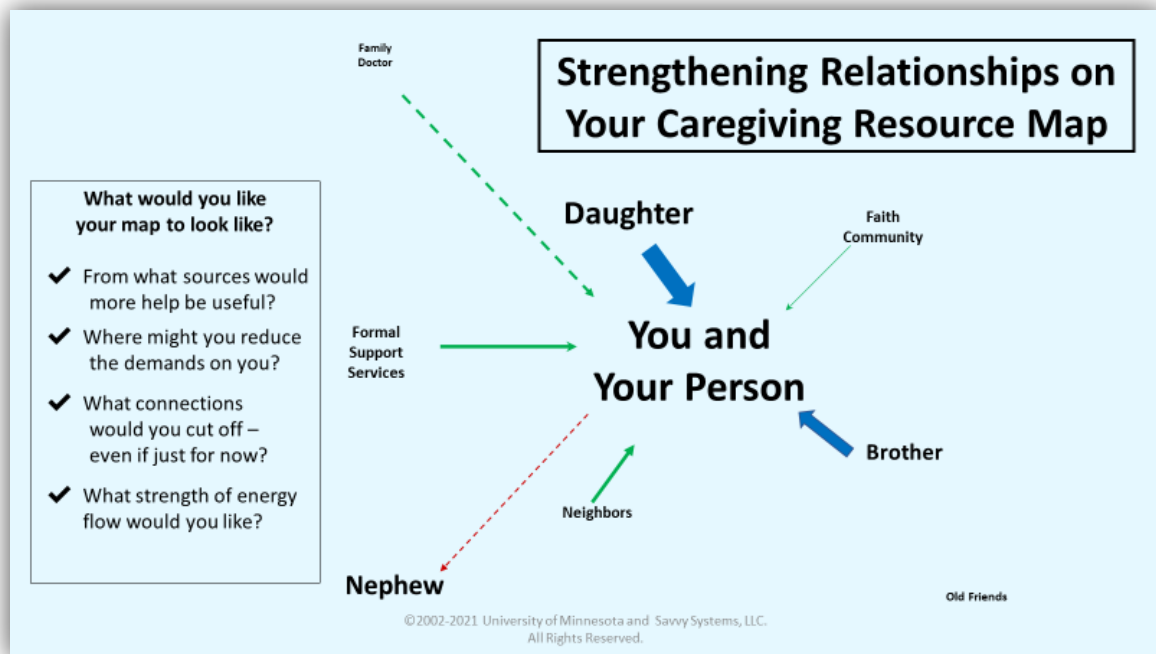 Family
Doctor
Strengthening Relationships on
Your Caregiving Resource Map
What would you like
your map to look like?
✔ From what sources would
more help be useful?
✔ Where might you reduce
the demands on you?
✔ What connections
would you cut off –
even if just for now?
✔ What strength of energy
flow would you like?
Daughter
Faith
Community
Formal
Support
Services
You and
Your Person
Brother
Neighbors
Nephew
Old Friends
©2002-2021 University of Minnesota and Savvy Systems, LLC.
All Rights Reserved.